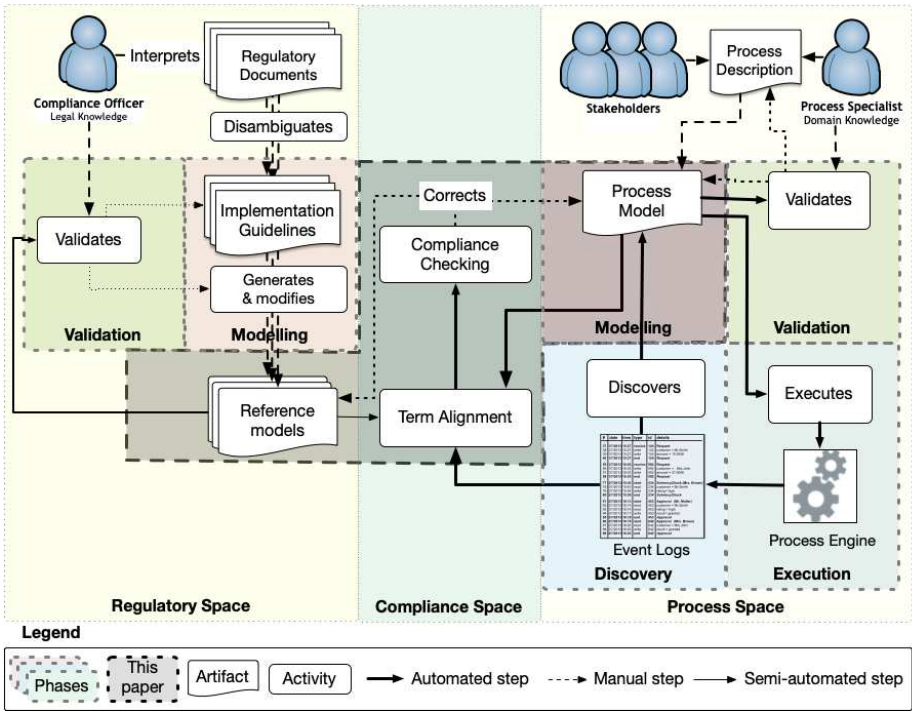 Interprets
Regulatory
Documents
Compliance Officer
Legal Knowledge
Disambiguates
Stakeholders
Process
Description
Process Specialist
Domain Knowledge
Validates
Implementation
Guidelines
Generates
& modifies
Validation
Modelling
Corrects
Compliance
Checking
Process
Model
Validates
Modelling
Validation
Reference
models
Term Alignment
Discovers
Executes
Event Logs
Process Engine
Discovery
Execution
Regulatory Space
Compliance Space
Process Space
Legend
Phases
This
paper
Artifact
Activity
Automated step
Manual step
Semi-automated step